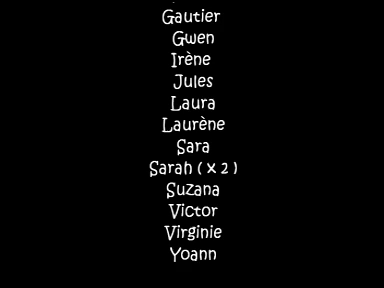 Gautier
Gwen
Irène
Jules
Laura
Laurène
Sara
Sarah ( x 2 )
Suzana
Victor
Virginie
Yoann